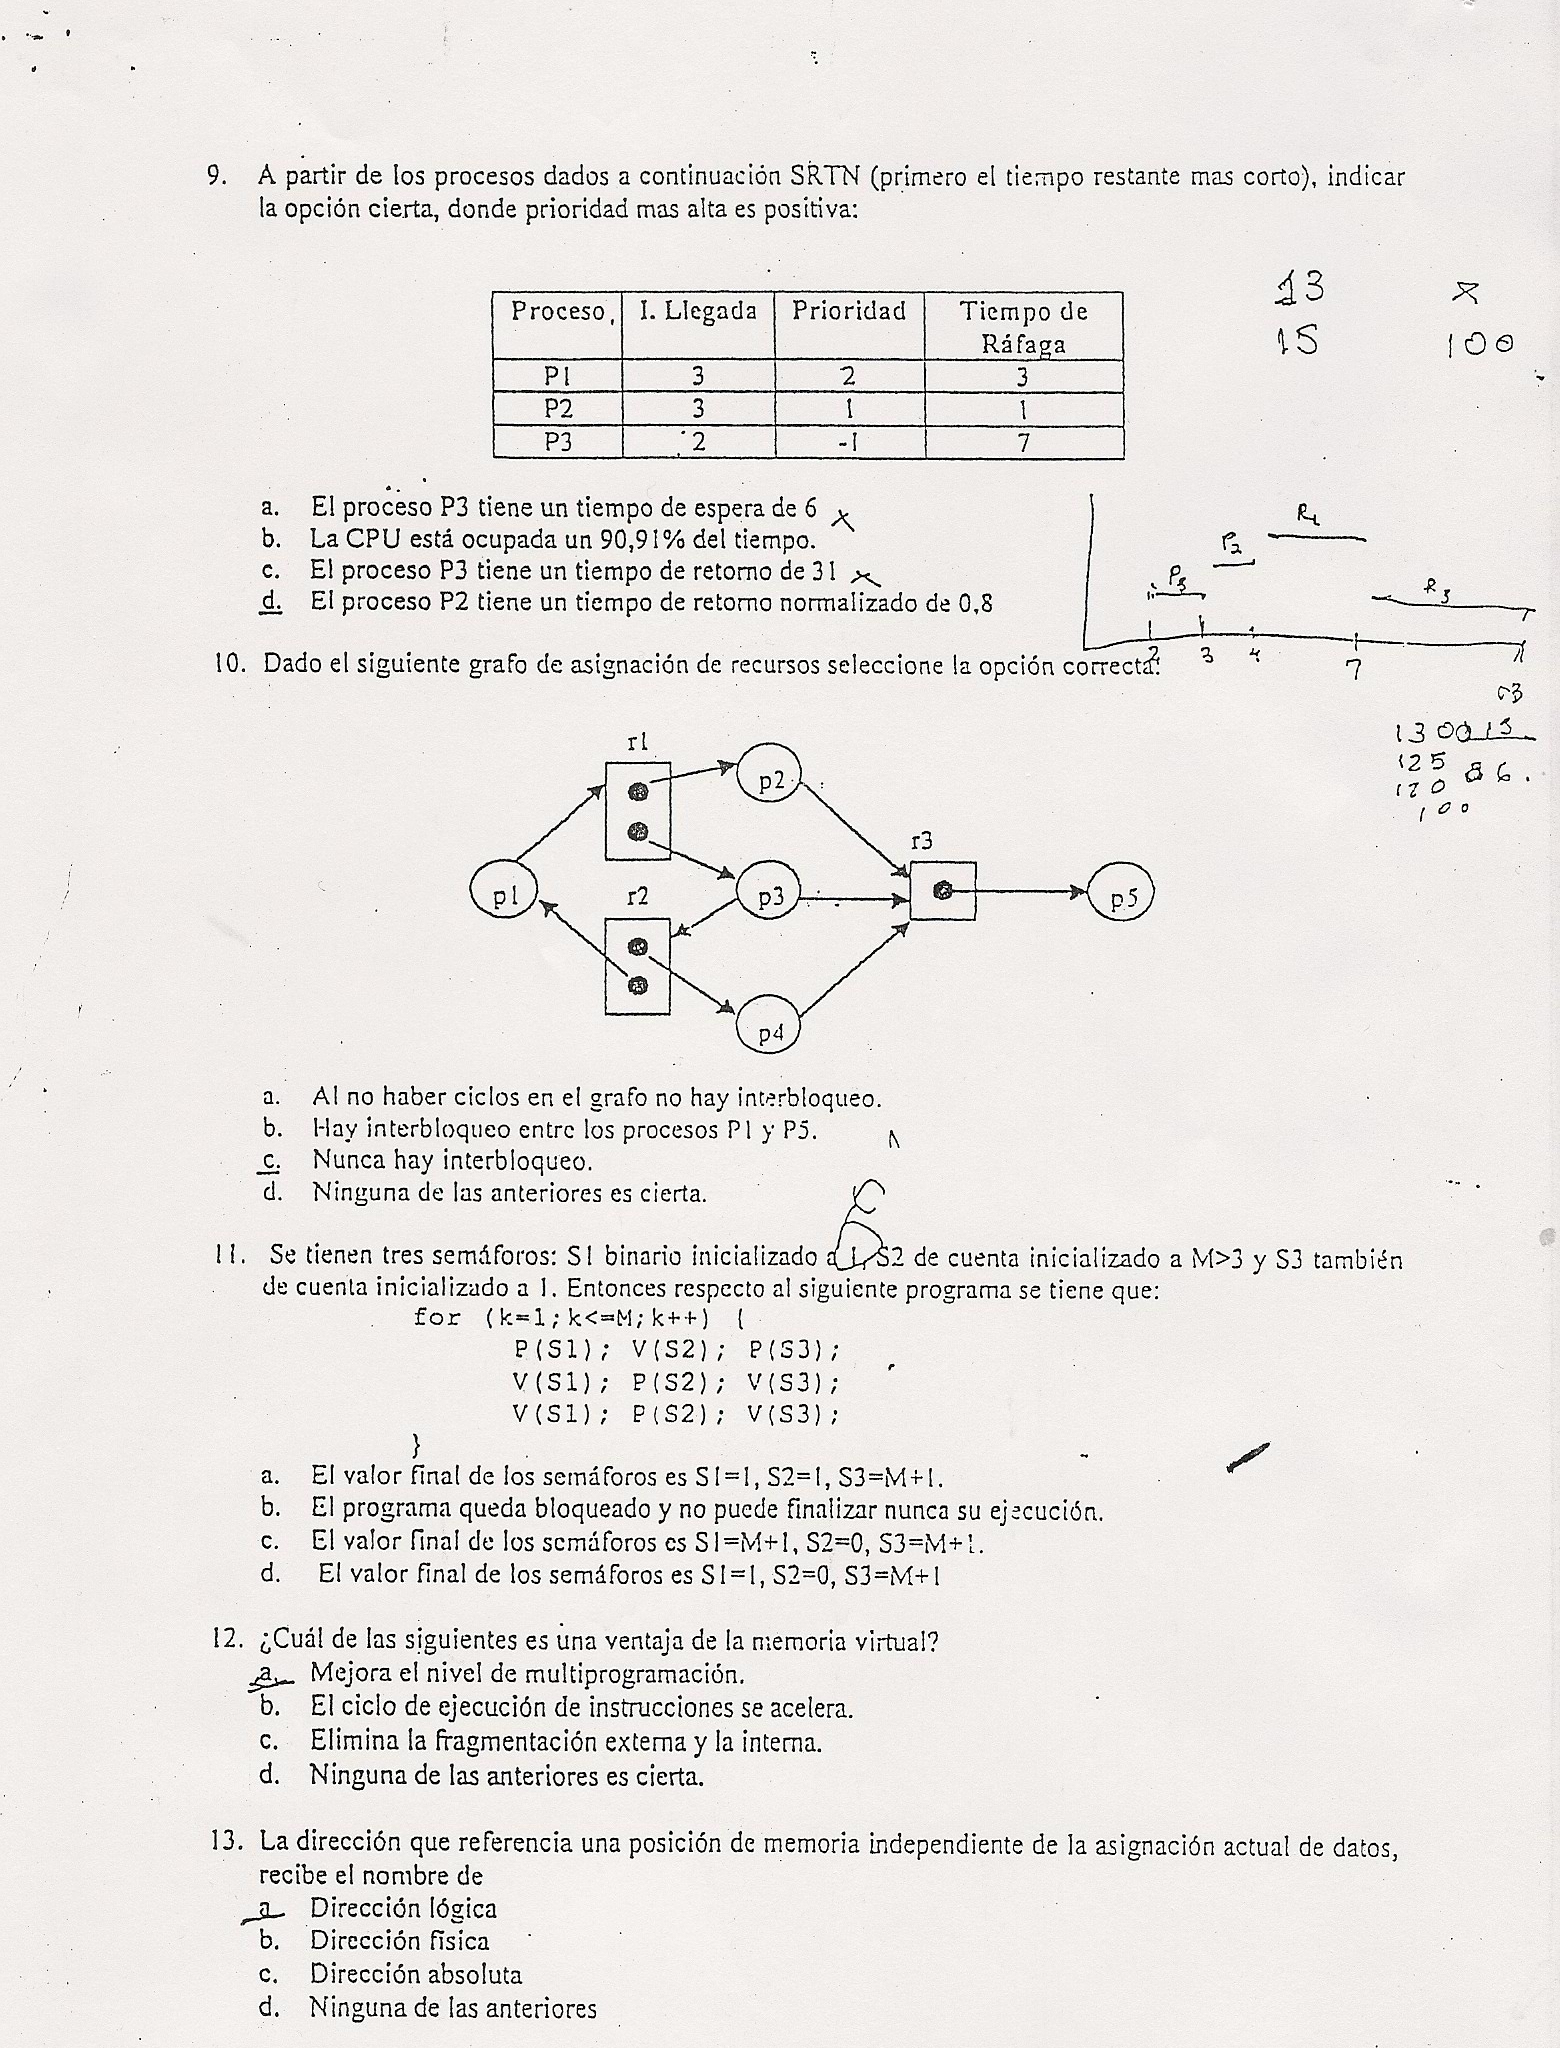 9. A partir de los procesos dados a continuación SRTN (primero el tiempo restante mas corto), indicar
la opción cierta, donde prioridad mas alta es positiva:
13 x
15 100
Proceso, I. Llegada Prioridad Tiempo de
Ráfaga
P1 3 2 3
P2 3 1 1
P3 2 -1 7
a. El proceso P3 tiene un tiempo de espera de 6 x
b. La CPU está ocupada un 90,91% del tiempo.
c. El proceso P3 tiene un tiempo de retorno de 31 x
d. El proceso P2 tiene un tiempo de retorno normalizado de 0,8
P3 P2
2 3 4 7
10. Dado el siguiente grafo de asignación de recursos seleccione la opción correcta:
125
100
r1
p2
r3
p1
r2
p3
p5
p4
a. Al no haber ciclos en el grafo no hay interbloqueo.
b. Hay interbloqueo entre los procesos P1 y P5.
c. Nunca hay interbloqueo.
d. Ninguna de las anteriores es cierta.
11. Se tienen tres semáforos: S1 binario inicializado a 1, S2 de cuenta inicializado a M>3 y S3 también
de cuenta inicializado a 1. Entonces respecto al siguiente programa se tiene que:
for (k=1;k<=M;k++) {
P(S1); V(S2); P(S3);
V(S1); P(S2); V(S3);
V(S1); P(S2); V(S3);
}
a. El valor final de los semáforos es S1=1, S2=1, S3=M+1.
b. El programa queda bloqueado y no puede finalizar nunca su ejecución.
c. El valor final de los semáforos es S1=M+1, S2=0, S3=M+1.
d. El valor final de los semáforos es S1=1, S2=0, S3=M+1
12. ¿Cuál de las siguientes es una ventaja de la memoria virtual?
a. Mejora el nivel de multiprogramación.
b. El ciclo de ejecución de instrucciones se acelera.
c. Elimina la fragmentación externa y la interna.
d. Ninguna de las anteriores es cierta.
13. La dirección que referencia una posición de memoria independiente de la asignación actual de datos,
recibe el nombre de
a Dirección lógica
b. Dirección física
c. Dirección absoluta
d. Ninguna de las anteriores